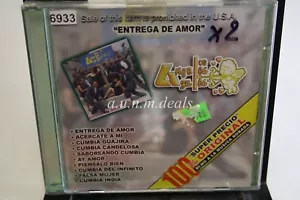 6933
Sale of this item is prohibited in the U.S.A
"ENTREGA DE AMOR"
x2
a.u.n.m.deals
ENTREGA DE AMOR
ACERCATE A MI
CUMBIA GUAJIRA
CUMBIA CANDELOSA
SABOREANDO CUMBIA
AY AMOR
PIENSALO BIEN
CUMBIA DEL INFINITO
FALSA MUJER
CUMBIA INDIA
100%
SUPER PRECIO
ORIGINAL